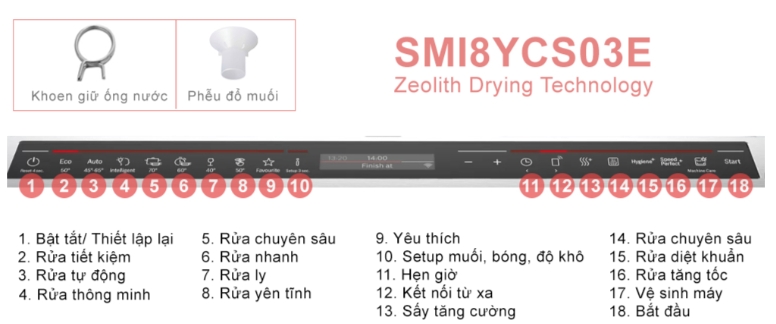 SMI8YCS03E
Zeolith Drying Technology
Khoen giữ ống nước
Phễu đổ muối
12.20 14.00
Finish at
Eco Auto
Hygiene+ Speed Perfect+ Start
Reset 4 sec. 50° 45°-65° Intelligent 70° 60° 40° 50° Favourite Setup 3 sec.
Machine Care
1 2 3 4 5 6 7 8 9 10 11 12 13 14 15 16 17 18
1. Bật tắt/ Thiết lập lại
2. Rửa tiết kiệm
3. Rửa tự động
4. Rửa thông minh
5. Rửa chuyên sâu
6. Rửa nhanh
7. Rửa ly
8. Rửa yên tĩnh
9. Yêu thích
10. Setup muối, bóng, độ khô
11. Hẹn giờ
12. Kết nối từ xa
13. Sấy tăng cường
14. Rửa chuyên sâu
15. Rửa diệt khuẩn
16. Rửa tăng tốc
17. Vệ sinh máy
18. Bắt đầu